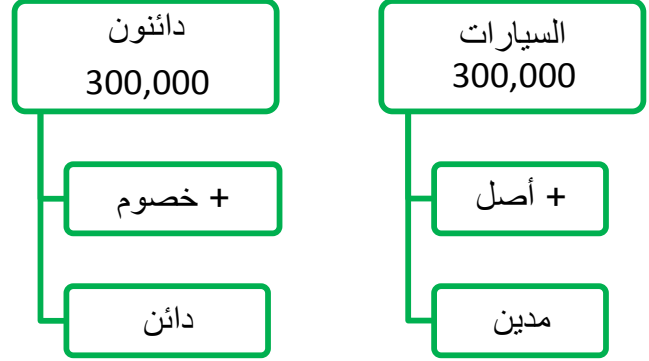 السيارات
300,000
+ أصل
مدين
دائنون
300,000
+ خصوم
دائن